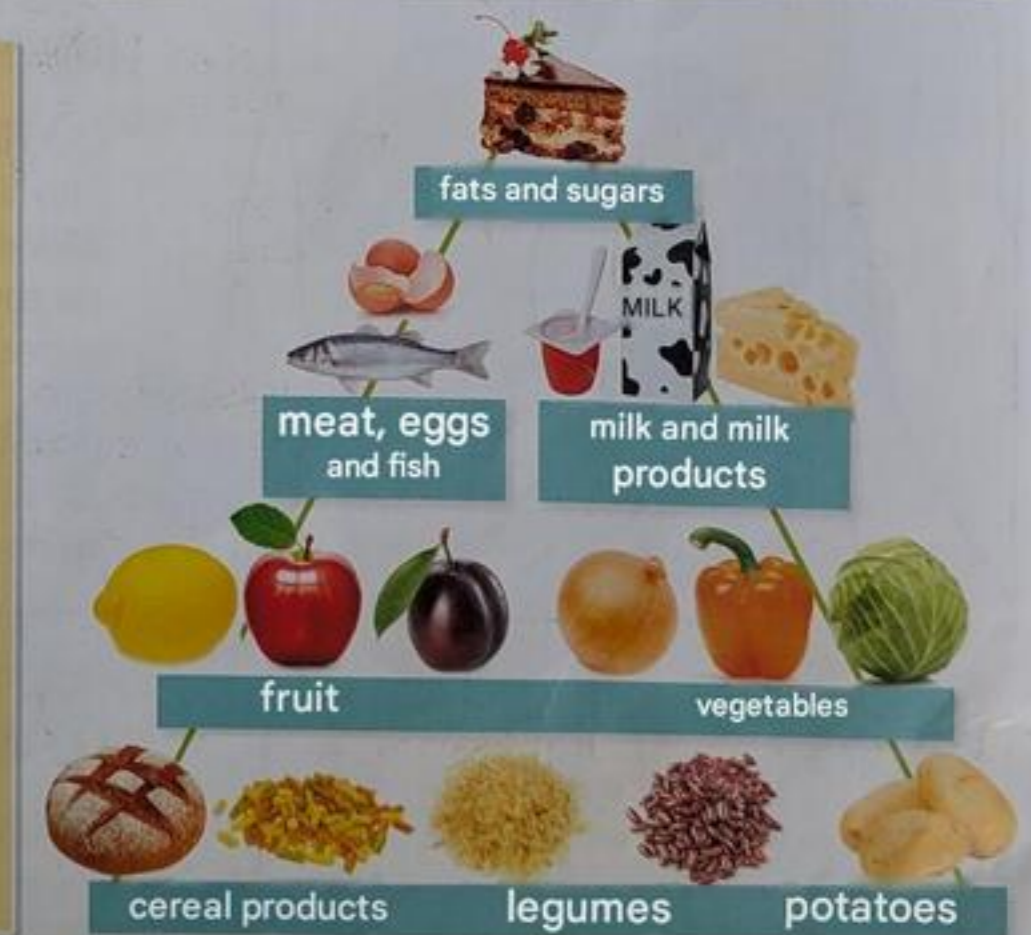 fats and sugars
MILK
meat, eggs
and fish
milk and milk
products
fruit
vegetables
cereal products
legumes
potatoes